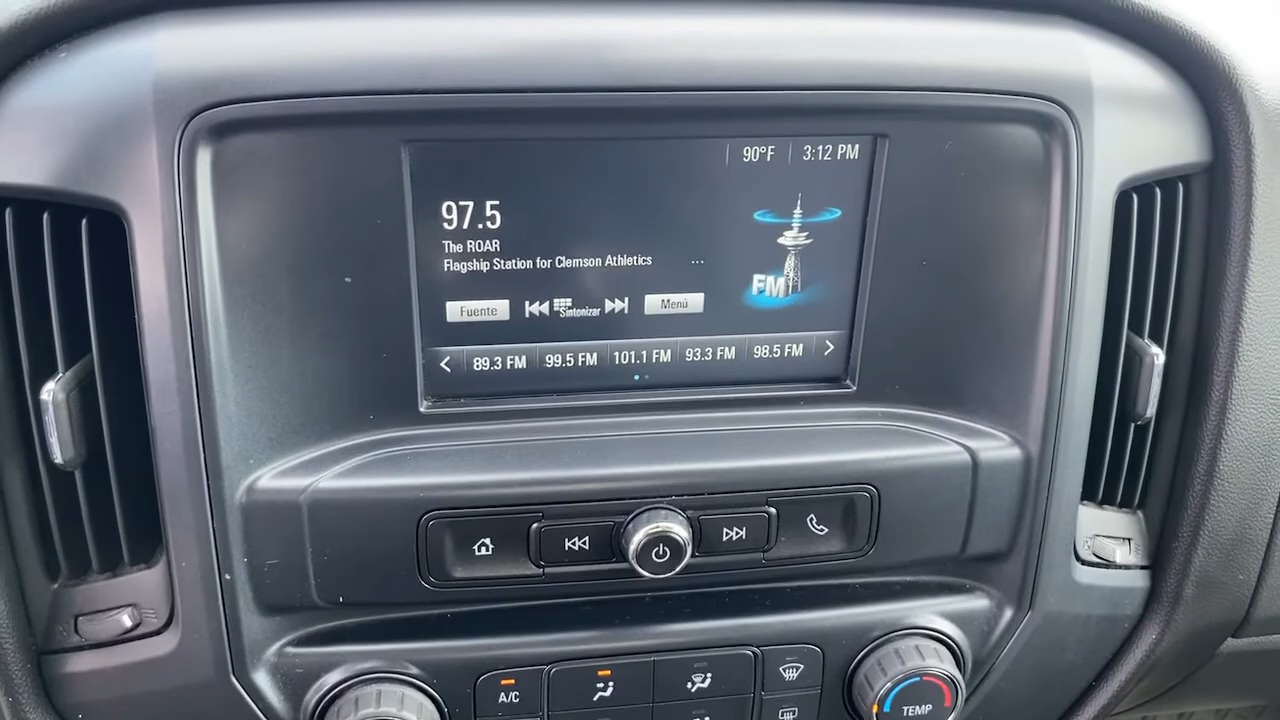 90°F 3:12 PM
97.5
The ROAR
Flagship Station for Clemson Athletics ...
FM
Fuente Sintonizar Menú
89.3 FM 99.5 FM 101.1 FM 93.3 FM 98.5 FM
A/C
TEMP